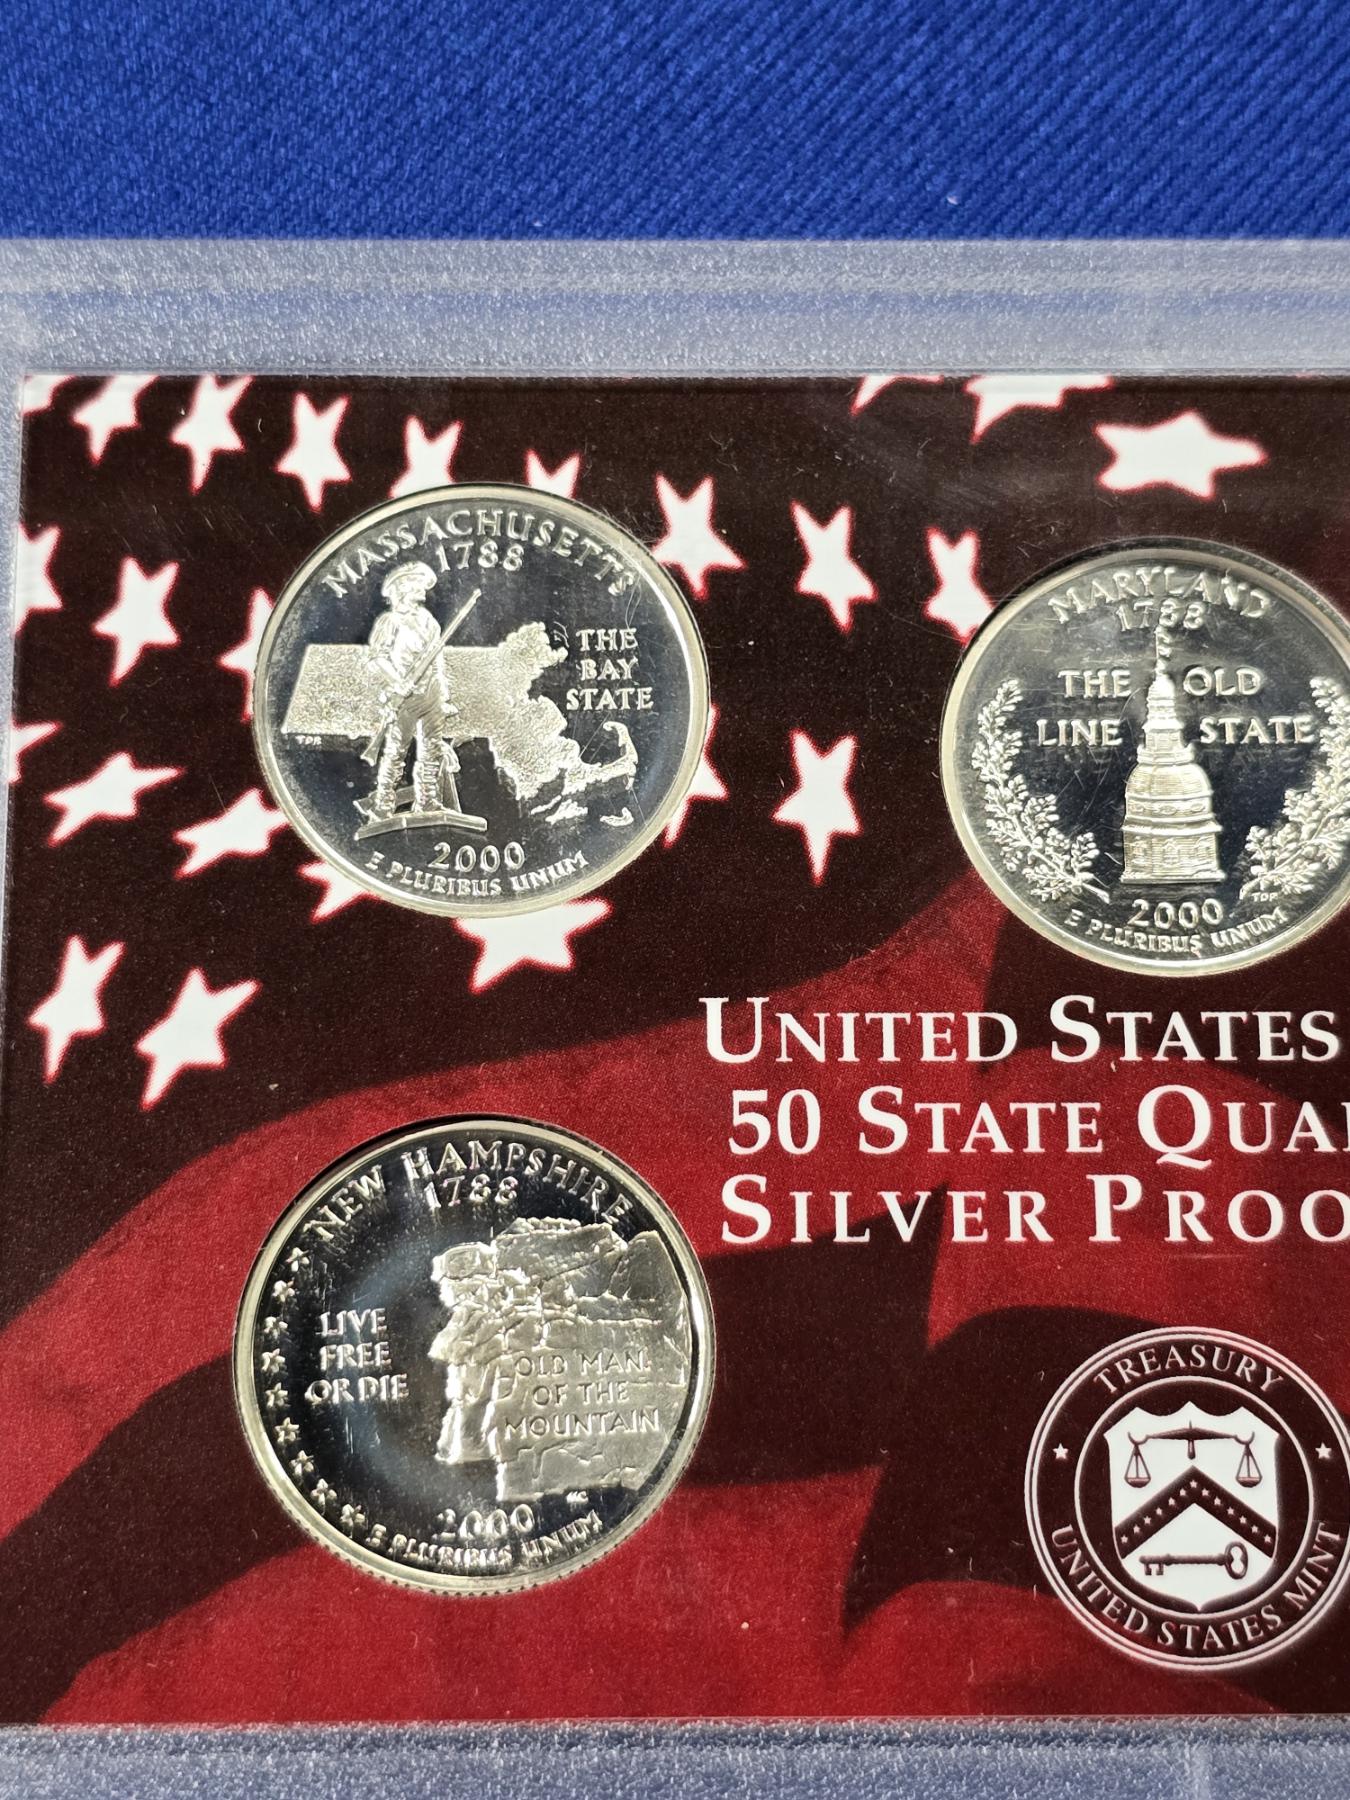 MASSACHUSETTS
1788
THE
BAY
STATE
2000
E PLURIBUS UNUM
MARYLAND
1788
THE OLD
LINE STATE
TDP
2000
E PLURIBUS UNUM
UNITED STATES
50 STATE
SILVER
NEW HAMPSHIRE
1788
LIVE
FREE
OR DIE
OLD MAN
OF THE
MOUNTAIN
2000
E PLURIBUS UNUM
TREASURY
UNITED STATES MINT